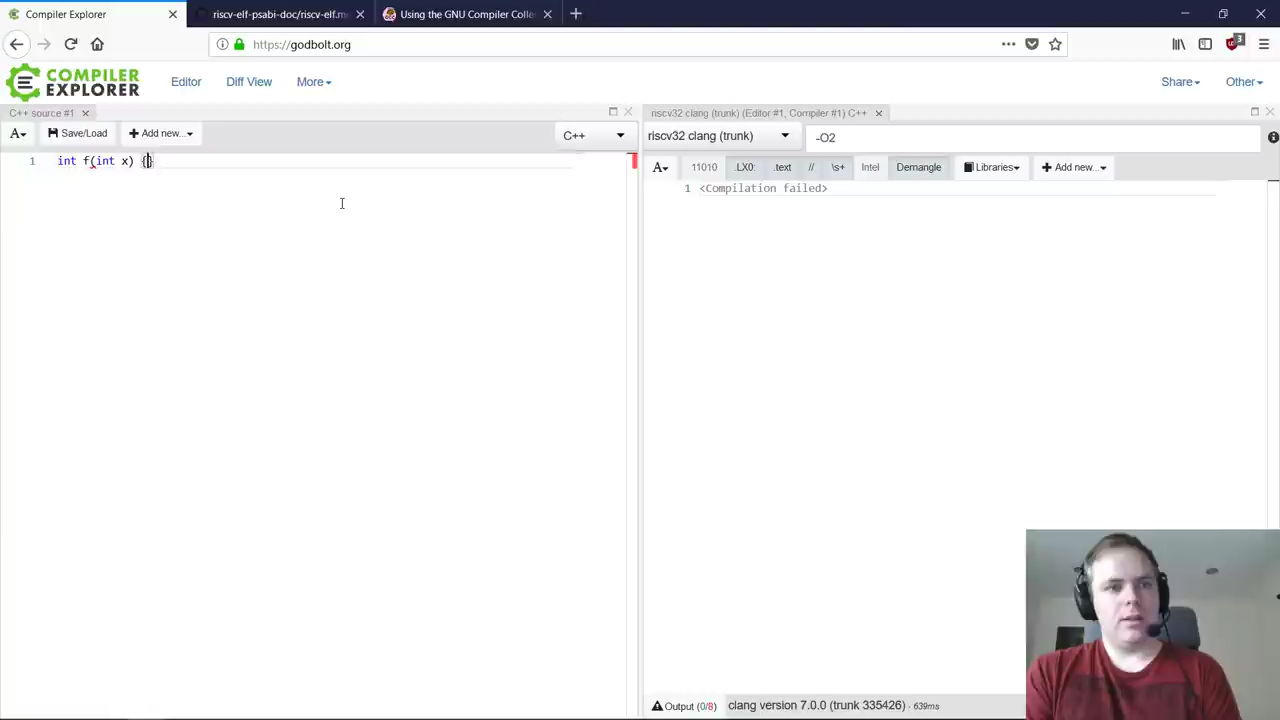 Compiler Explorer
riscv-elf-psabi-doc/riscv-elf.m
Using the GNU Compiler Colle
https://godbolt.org
3
COMPILER
EXPLORER
Editor
Diff View
More
Share
Other
C++ source #1
riscv32 clang (trunk) (Editor #1, Compiler #1) C++
A
Save/Load
Add new...
C++
riscv32 clang (trunk)
-O2
A
11010
.LX0:
.text
//
\s+
Intel
Demangle
Libraries
Add new...
1 int f(int x) {}
1 <Compilation failed>
Output (0/8) clang version 7.0.0 (trunk 335426) - 639ms